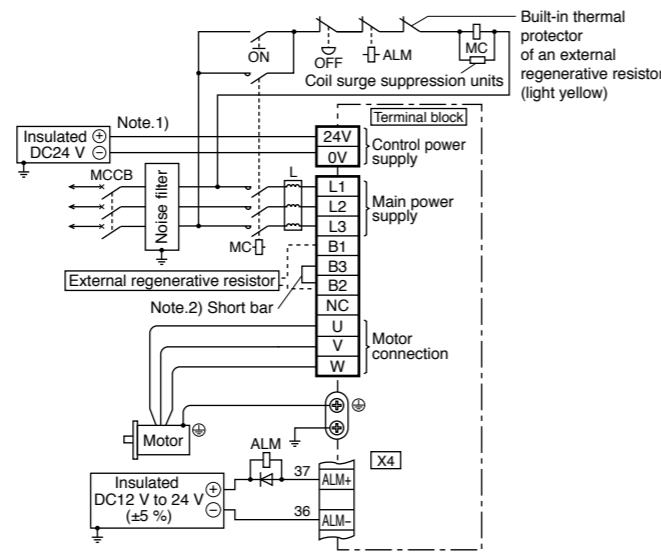 Built-in thermal
protector
of an external
regenerative resistor
(light yellow)
ON
OFF
ALM
MC
Coil surge suppression units
Note.1)
Terminal block
Insulated
DC24 V
+
−
24V
0V
Control power
supply
MCCB
Noise filter
L
MC
L1
L2
L3
Main power
supply
B1
External regenerative resistor
B3
B2
Note.2) Short bar
NC
U
V
W
Motor
connection
Motor
ALM
X4
Insulated
DC12 V to 24 V
(±5 %)
+
−
37
ALM+
36
ALM−